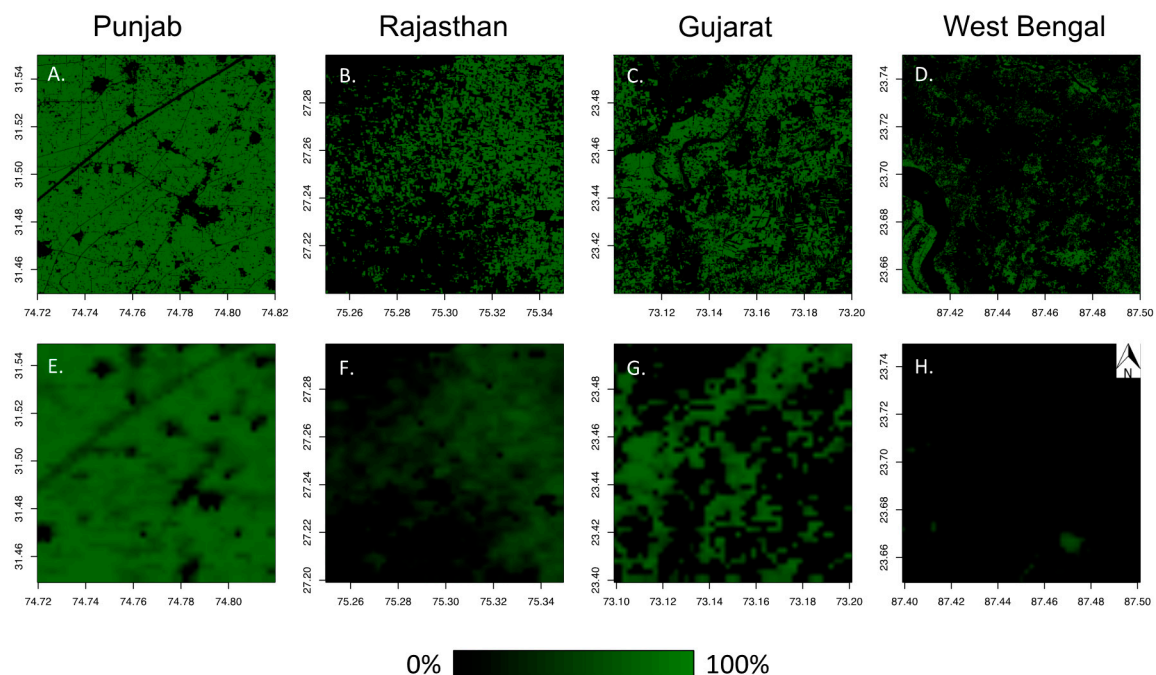 Punjab Rajasthan Gujarat West Bengal
A. B. C. D.
31.54 31.52 31.50 31.48 31.46
27.28 27.26 27.24 27.22
23.48 23.46 23.44 23.42
23.74 23.72 23.70 23.68 23.66
74.72 74.74 74.76 74.78 74.80 74.82
75.26 75.28 75.30 75.32 75.34
73.12 73.14 73.16 73.18 73.20
87.42 87.44 87.46 87.48 87.50
E. F. G. H.
N
31.54 31.52 31.50 31.48 31.46
27.28 27.26 27.24 27.22 27.20
23.48 23.46 23.44 23.42 23.40
23.74 23.72 23.70 23.68 23.66
74.72 74.74 74.76 74.78 74.80
75.26 75.28 75.30 75.32 75.34
73.10 73.12 73.14 73.16 73.18 73.20
87.40 87.42 87.44 87.46 87.48 87.50
0% 100%